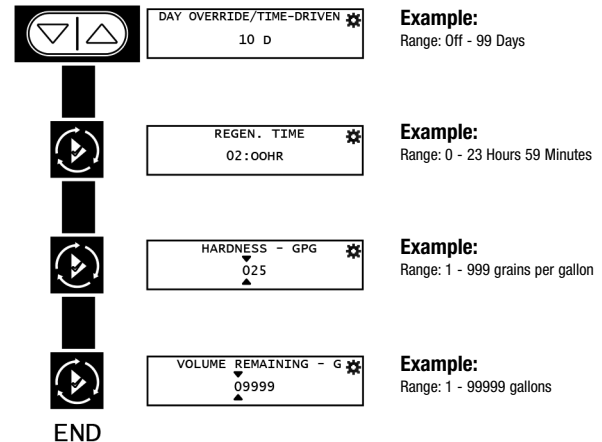 DAY OVERRIDE/TIME-DRIVEN
10 D
Example:
Range: Off - 99 Days
REGEN. TIME
02:OOHR
Example:
Range: 0 - 23 Hours 59 Minutes
HARDNESS - GPG
025
Example:
Range: 1 - 999 grains per gallon
VOLUME REMAINING - G
09999
Example:
Range: 1 - 99999 gallons
END